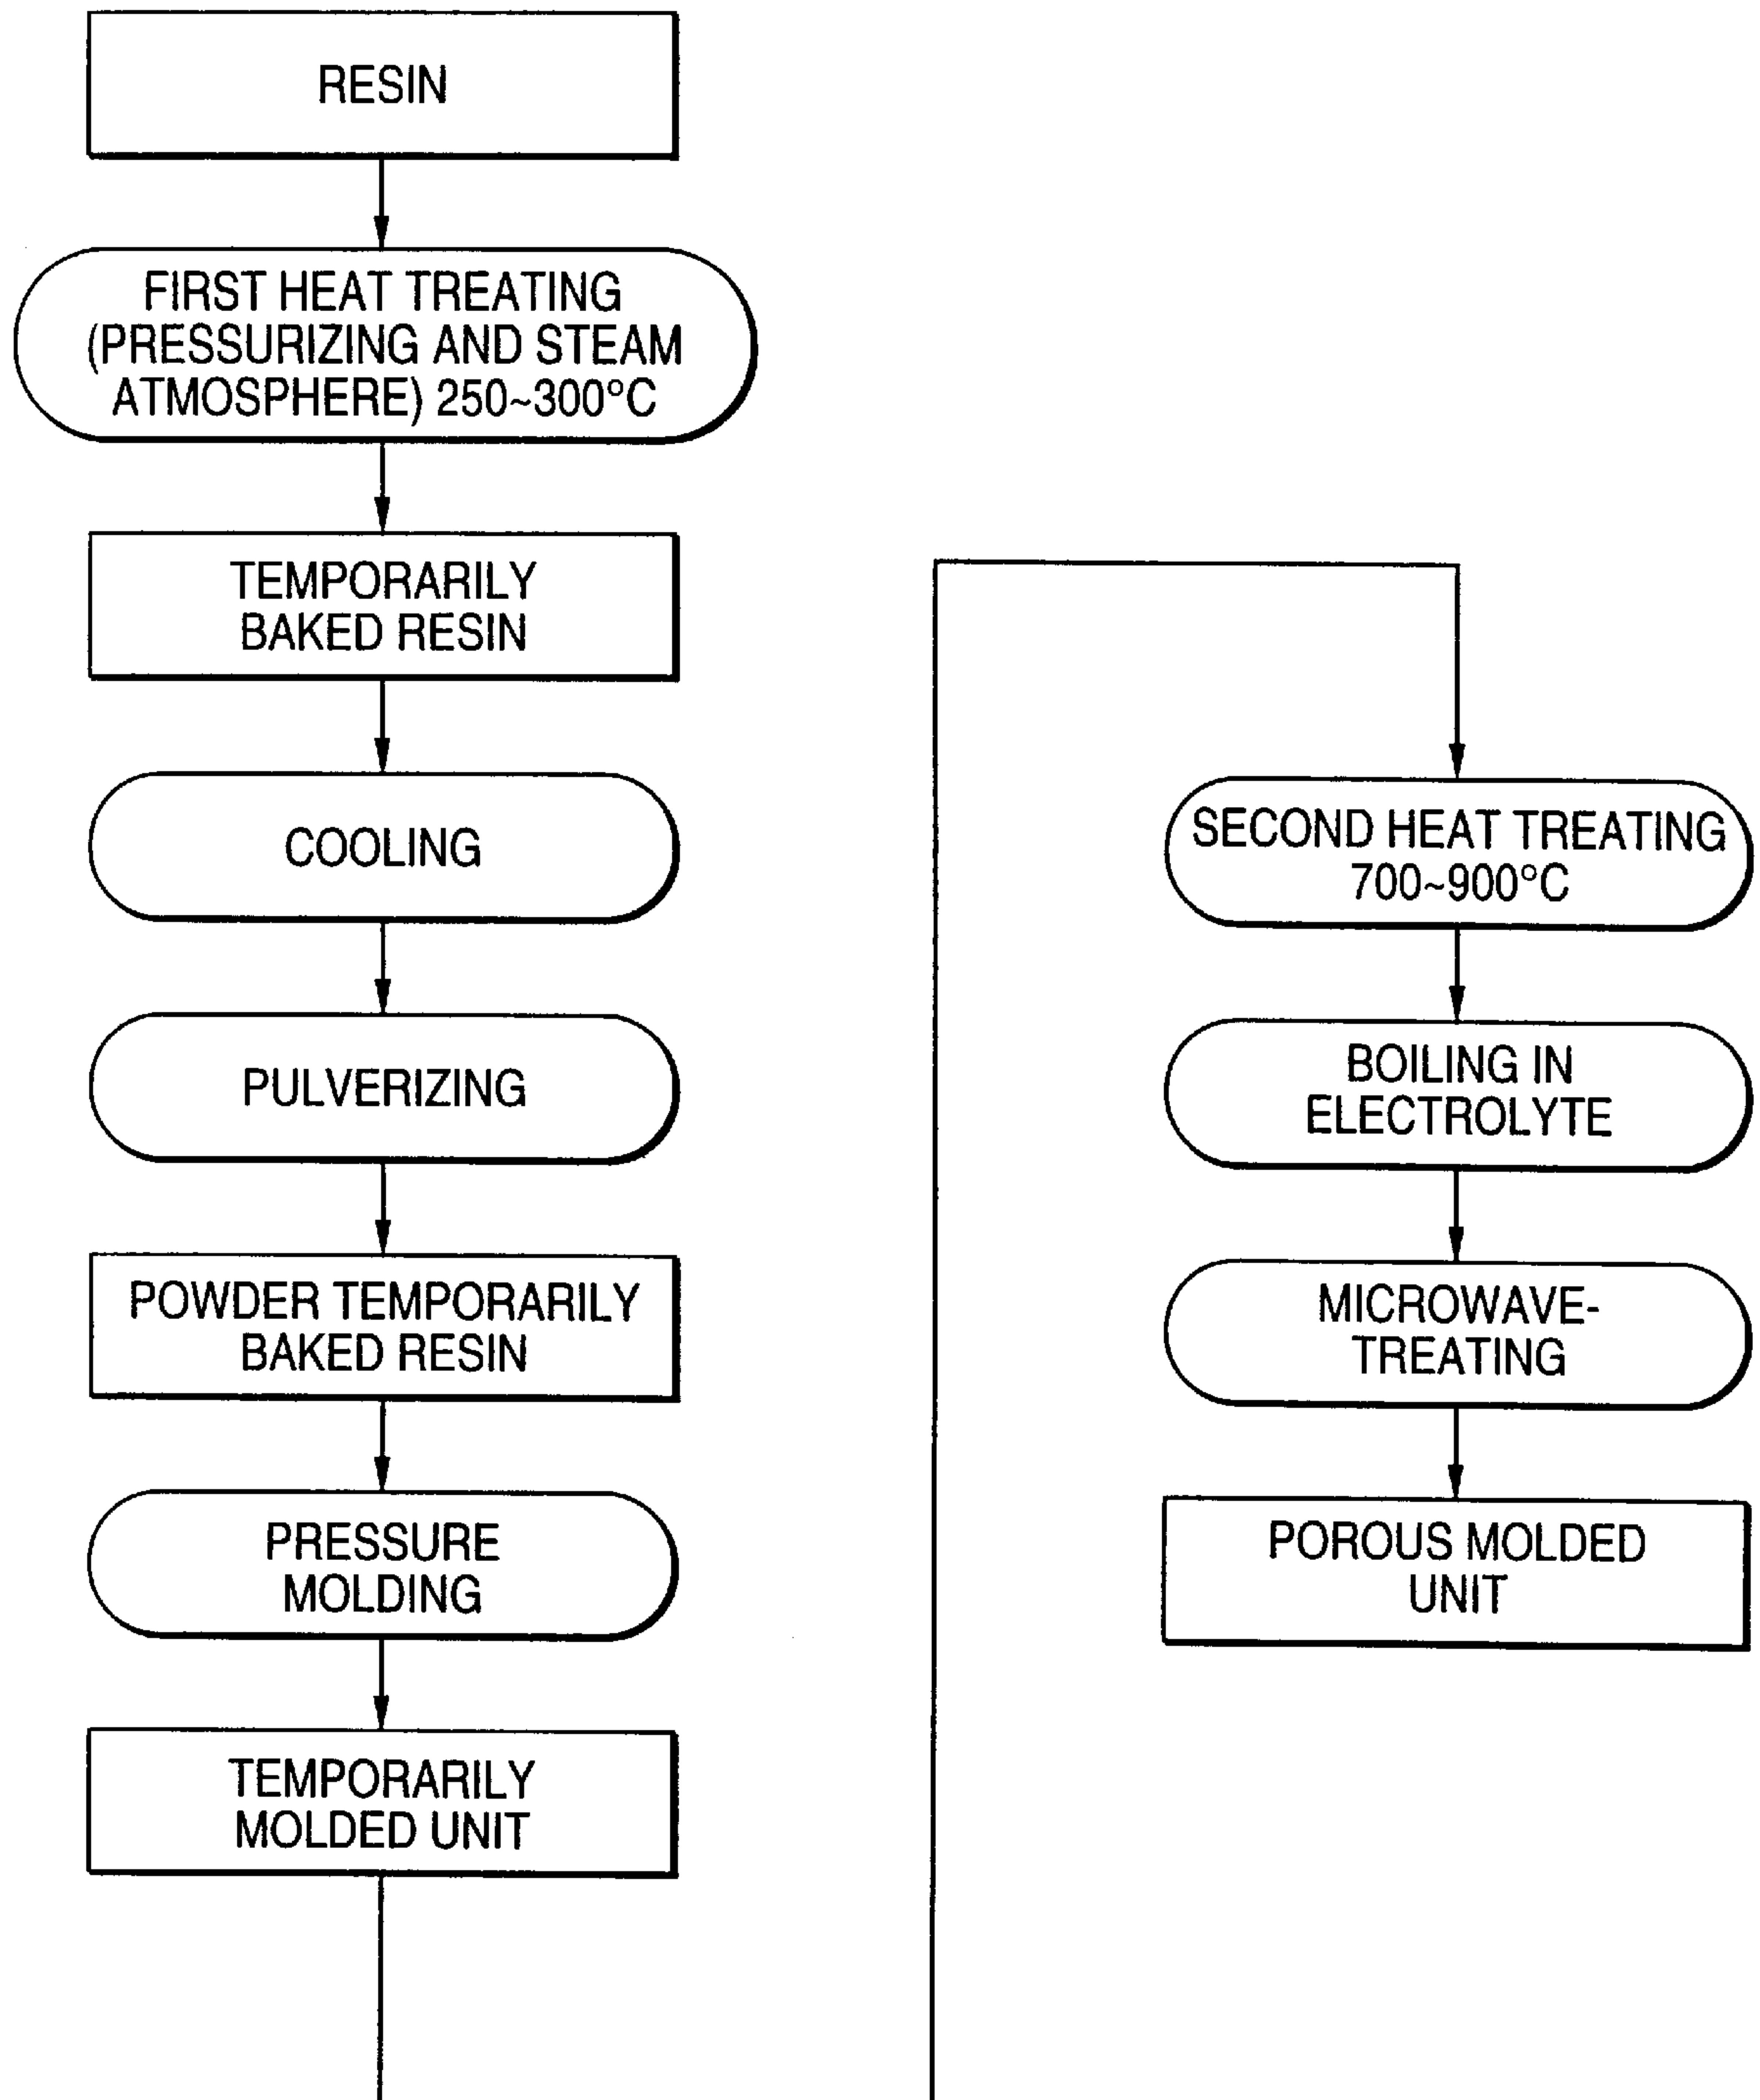 RESIN
FIRST HEAT TREATING
(PRESSURIZING AND STEAM
ATMOSPHERE) 250~300°C
TEMPORARILY
BAKED RESIN
COOLING
PULVERIZING
POWDER TEMPORARILY
BAKED RESIN
PRESSURE
MOLDING
TEMPORARILY
MOLDED UNIT
SECOND HEAT TREATING
700~900°C
BOILING IN
ELECTROLYTE
MICROWAVE-
TREATING
POROUS MOLDED
UNIT